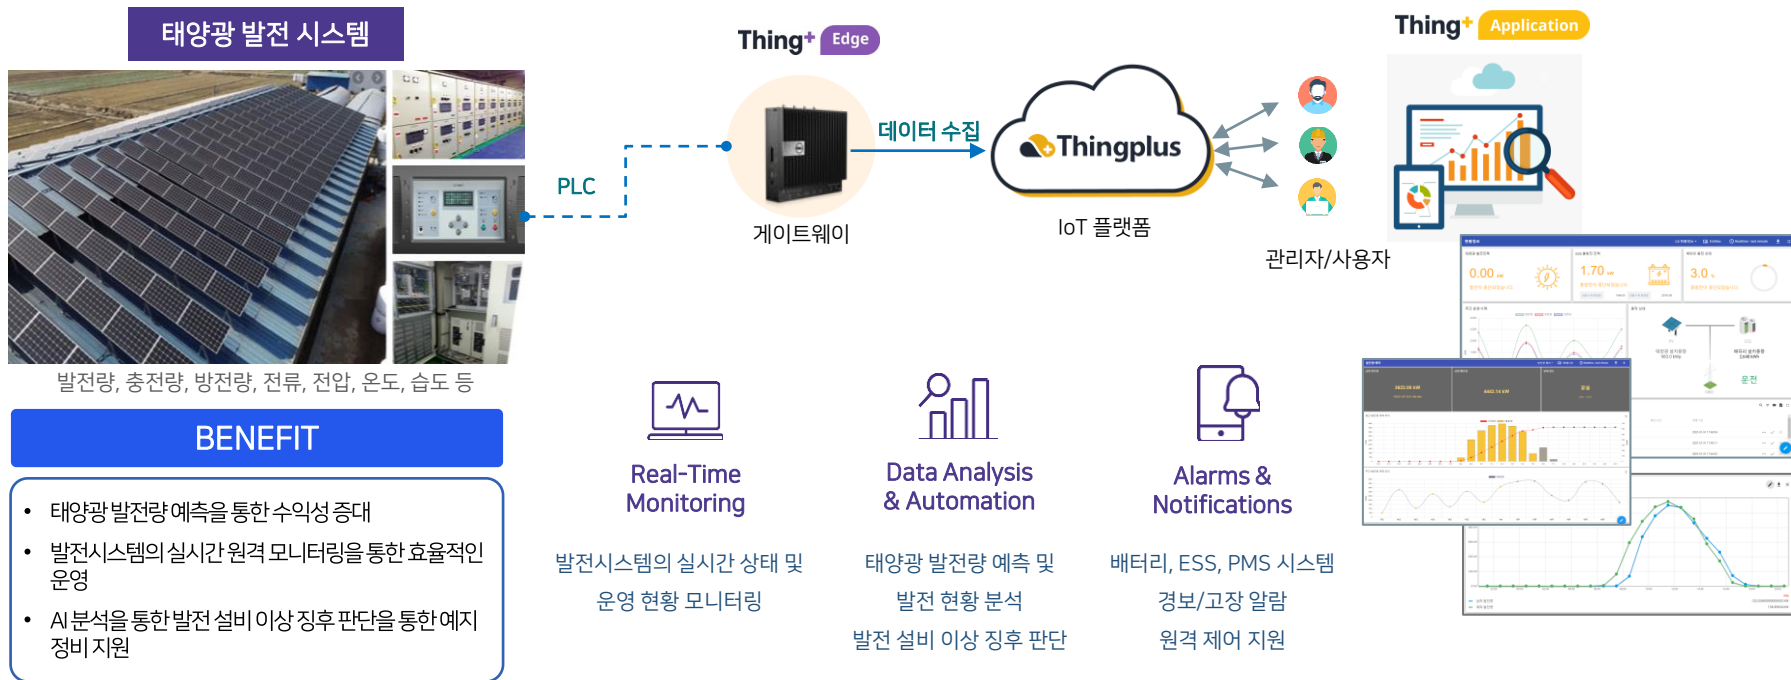 태양광 발전 시스템
Thing+ Edge
Thing+ Application
PLC
데이터 수집
Thingplus
게이트웨이
IoT 플랫폼
관리자/사용자
발전량, 충전량, 방전량, 전류, 전압, 온도, 습도 등
BENEFIT
• 태양광 발전량 예측을 통한 수익성 증대
• 발전시스템의 실시간 원격 모니터링을 통한 효율적인
운영
• AI 분석을 통한 발전 설비 이상 징후 판단을 통한 예지
정비 지원
Real-Time
Monitoring
발전시스템의 실시간 상태 및
운영 현황 모니터링
Data Analysis
& Automation
태양광 발전량 예측 및
발전 현황 분석
발전 설비 이상 징후 판단
Alarms &
Notifications
배터리, ESS, PMS 시스템
경보/고장 알람
원격 제어 지원
0.00 kW
1.70 kW
3.0
운전